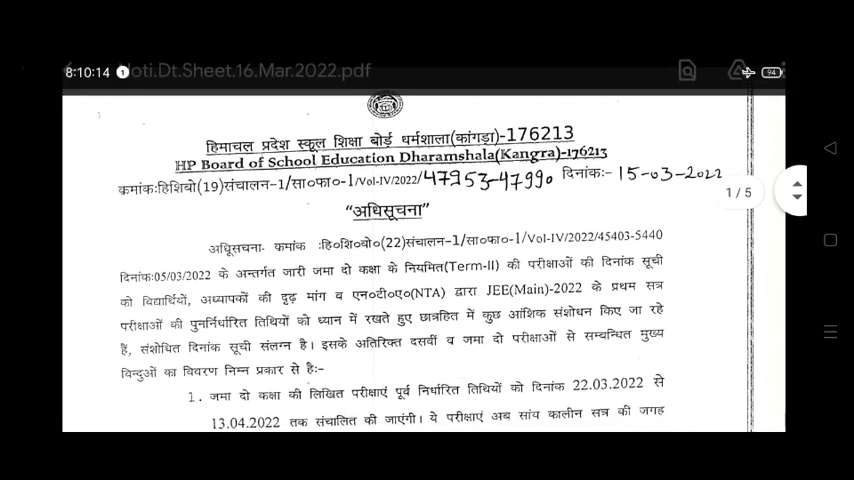 8:10:14 1 Noti.Dt.Sheet.16.Mar.2022.pdf 94
हिमाचल प्रदेश स्कूल शिक्षा बोर्ड धर्मशाला(कांगड़ा)-176213
HP Board of School Education Dharamshala(Kangra)-176213
क्रमांक:हिशिबो(19)संचालन-1/सा०फा०-1/Vol-IV/2022/47953-47990 दिनांक:- 15-03-2022
1 / 5
“अधिसूचना”
अधिसूचना- कमांक :हि०शि०बो०(22)संचालन-1/सा०फा०-1/Vol-IV/2022/45403-5440
दिनांक:05/03/2022 के अन्तर्गत जारी जमा दो कक्षा के नियमित(Term-II) की परीक्षाओं की दिनांक सूची
को विद्यार्थियों, अध्यापकों की दृढ़ मांग व एन०टी०ए०(NTA) द्वारा JEE(Main)-2022 के प्रथम सत्र
परीक्षाओं की पुनर्निर्धारित तिथियों को ध्यान में रखते हुए छात्रहित में कुछ आंशिक संशोधन किए जा रहे
हैं, संशोधित दिनांक सूची संलग्न है। इसके अतिरिक्त दसवीं व जमा दो परीक्षाओं से सम्बन्धित मुख्य
विन्दुओं का विवरण निम्न प्रकार से है:-
1. जमा दो कक्षा की लिखित परीक्षाएं पूर्व निर्धारित तिथियों को दिनांक 22.03.2022 से
13.04.2022 तक संचालित की जाएंगी। ये परीक्षाएं अब सांय कालीन सत्र की जगह